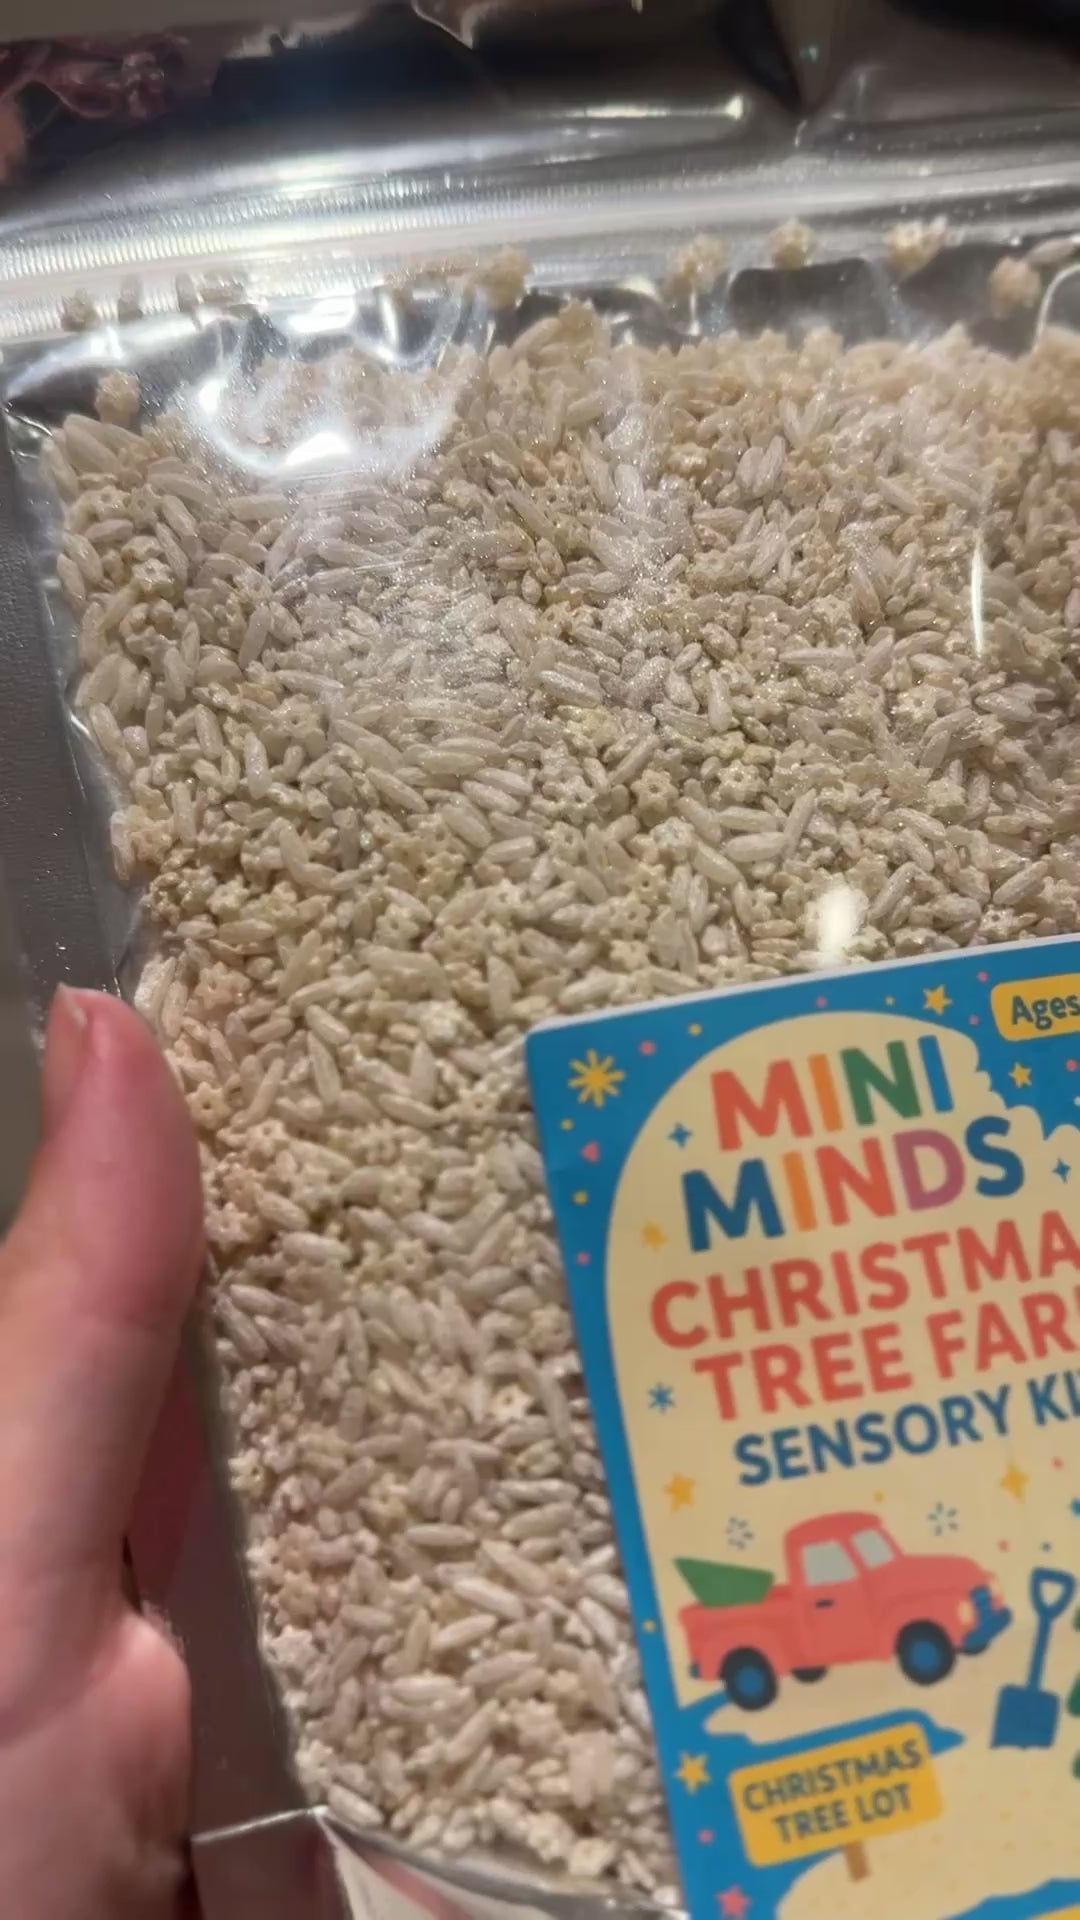 Ages
MINI
MINDS
CHRISTMA
TREE FAR
SENSORY KI
CHRISTMAS
TREE LOT